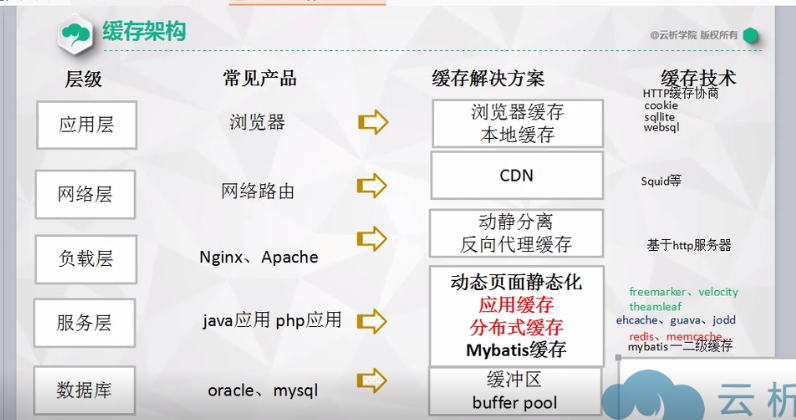 缓存架构
@云析学院 版权所有
层级 常见产品 缓存解决方案 缓存技术
应用层 浏览器 浏览器缓存
本地缓存
HTTP缓存协商
cookie
sqllite
websql
网络层 网络路由 CDN Squid等
负载层 Nginx、Apache 动静分离
反向代理缓存
基于http服务器
服务层 java应用 php应用 动态页面静态化
应用缓存
分布式缓存
Mybatis缓存
freemarker、velocity
theamleaf
ehcache、guava、jodd
redis、memcache
mybatis一二级缓存
数据库 oracle、mysql 缓冲区
buffer pool
云析